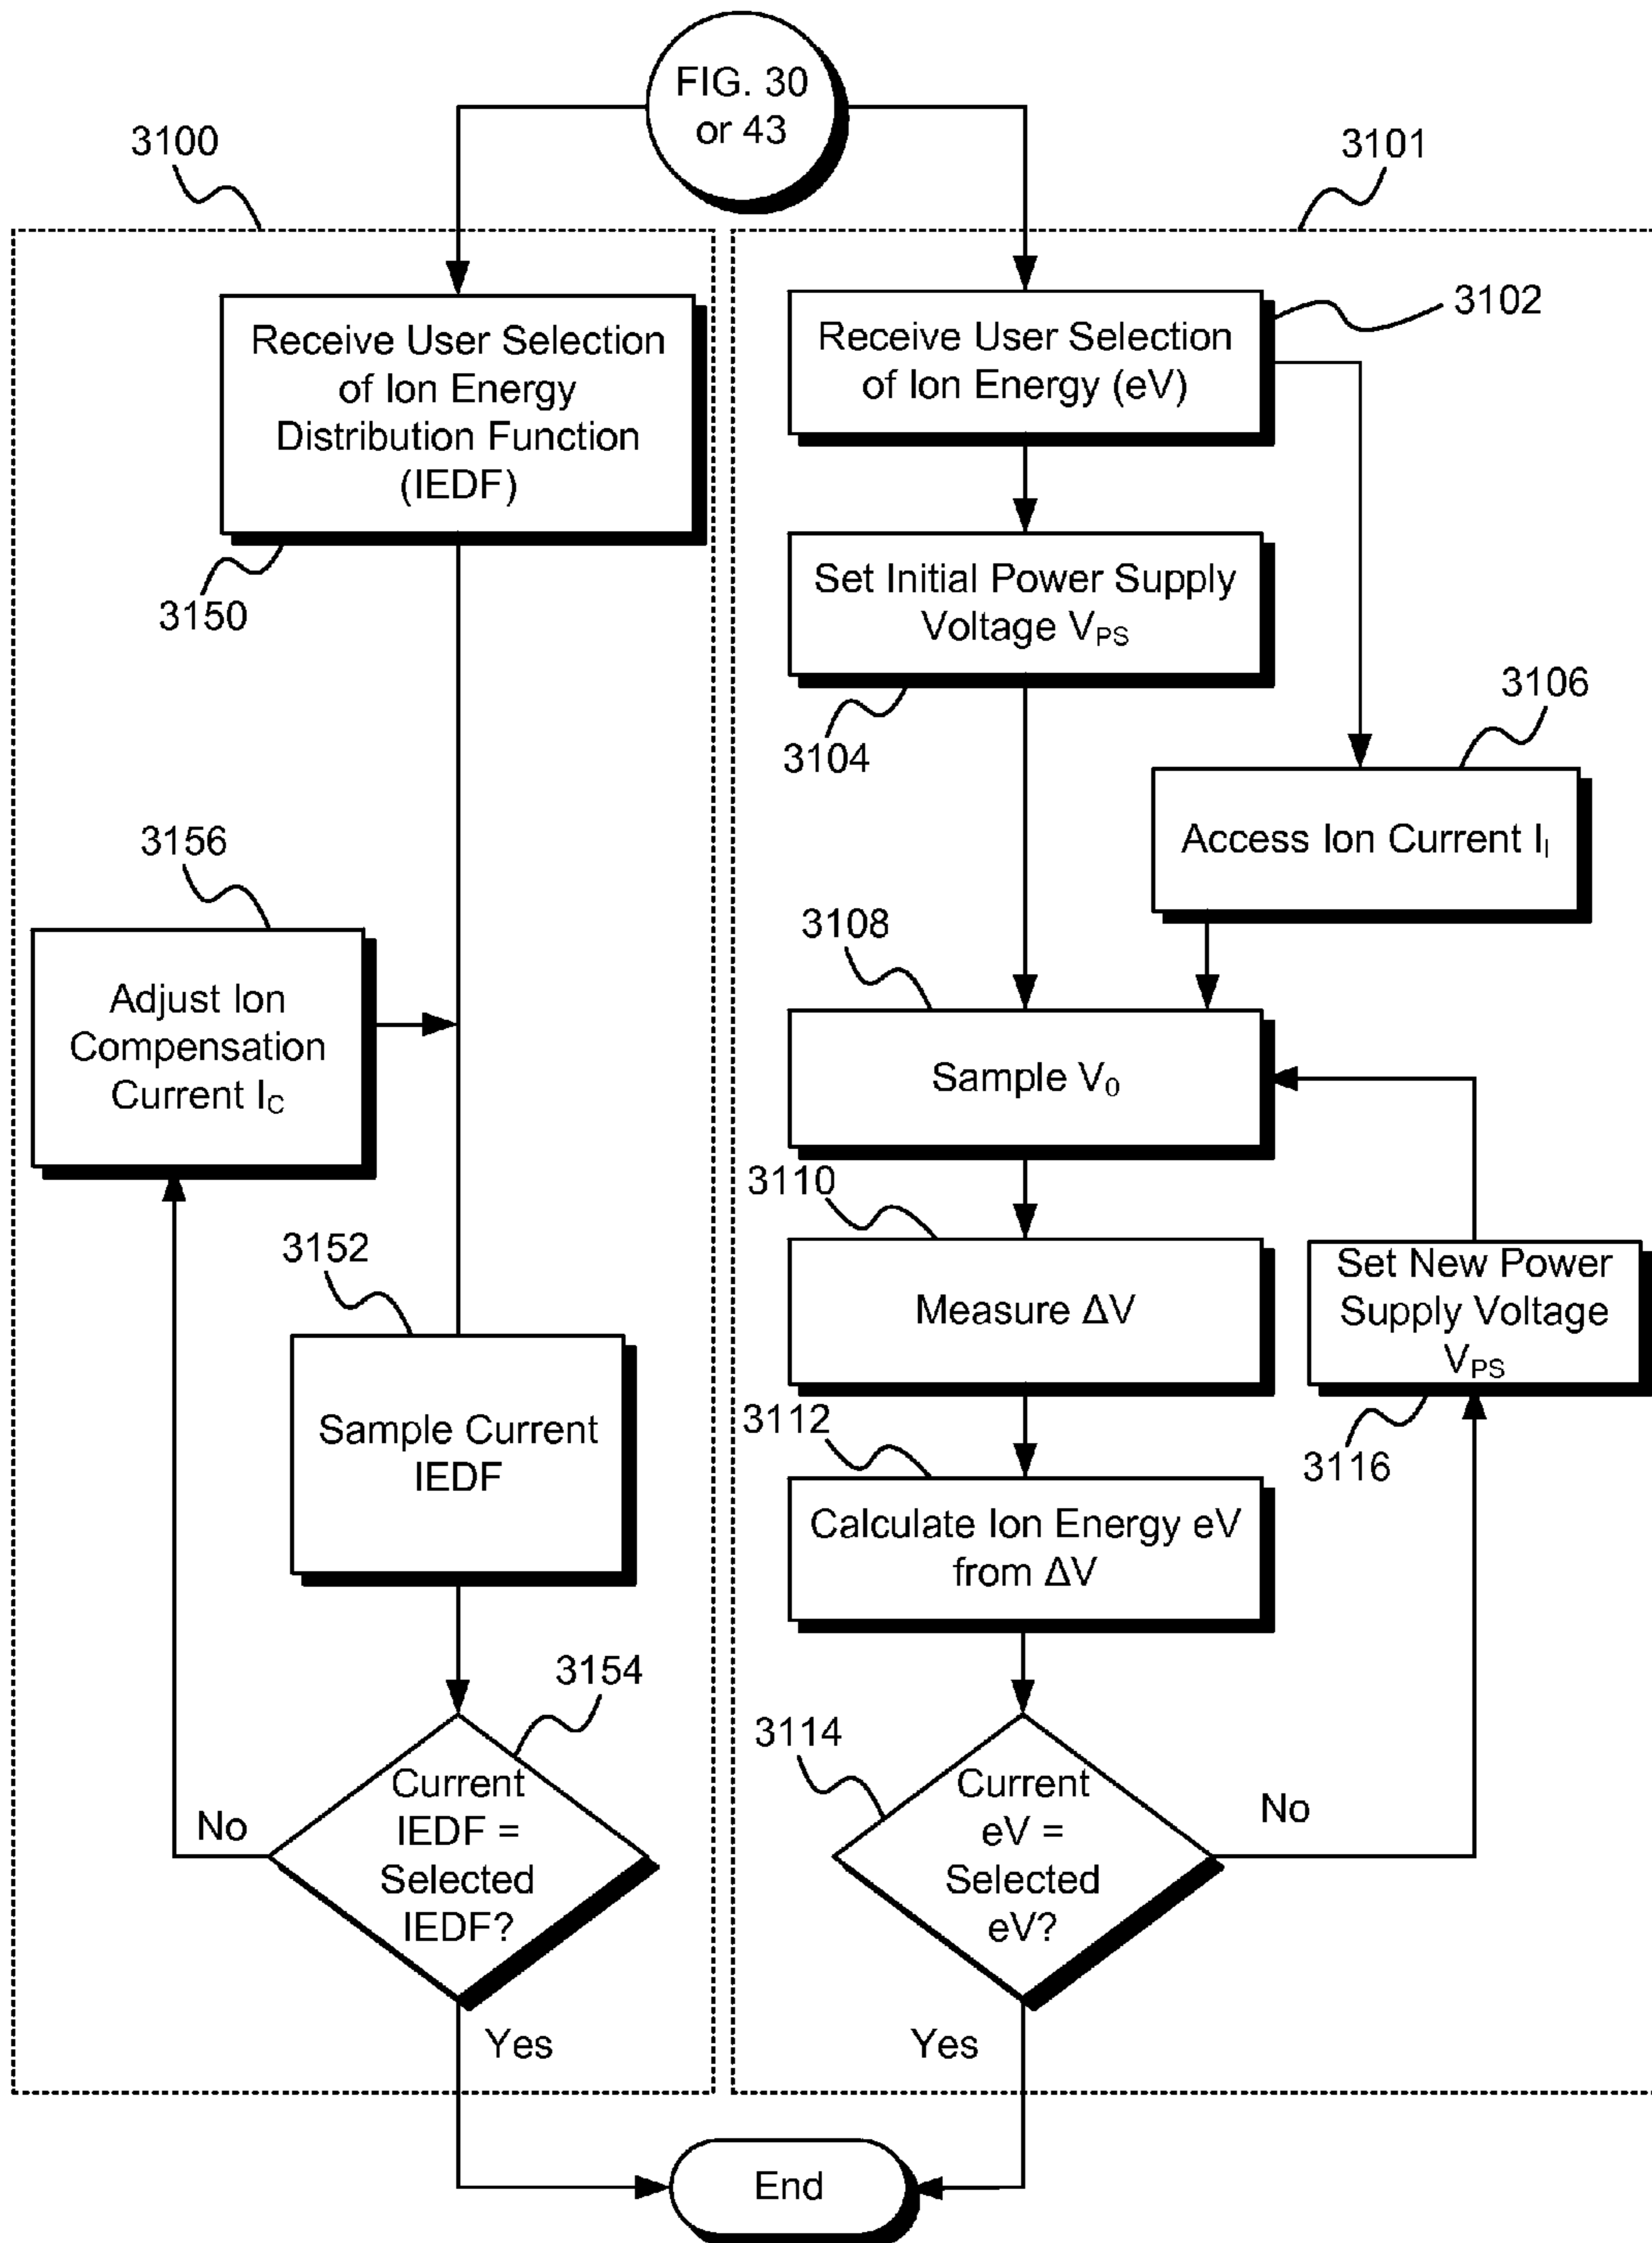 FIG. 30
or 43
3100
3101
Receive User Selection
of Ion Energy
Distribution Function
(IEDF)
3150
Receive User Selection
of Ion Energy (eV)
3102
Set Initial Power Supply
Voltage V_PS
3104
3106
Access Ion Current I_I
3156
Adjust Ion
Compensation
Current I_C
3108
Sample V₀
3110
Measure ΔV
3152
Sample Current
IEDF
Set New Power
Supply Voltage
V_PS
3116
3112
Calculate Ion Energy eV
from ΔV
3154
Current
IEDF =
Selected
IEDF?
No
Yes
3114
Current
eV =
Selected
eV?
No
Yes
End